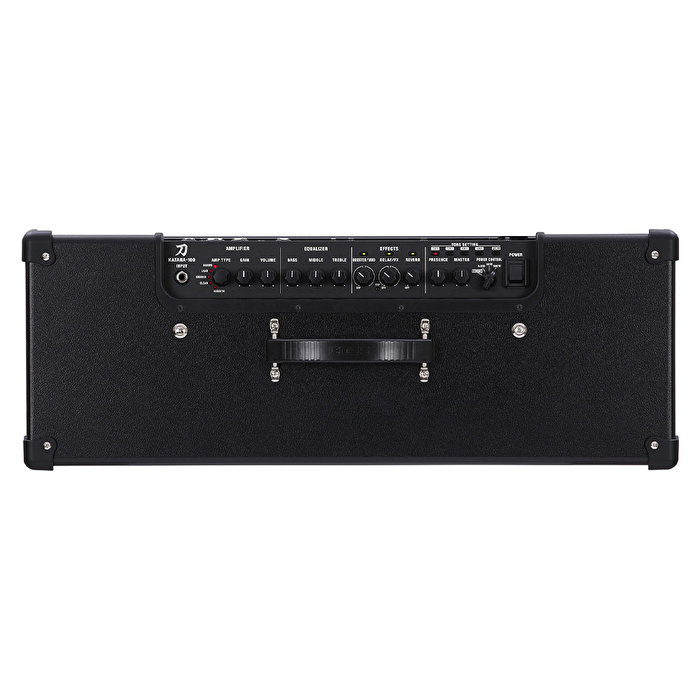 AMPLIFIER EQUALIZER EFFECTS TONE SETTING
KATANA-100
INPUT
AMP TYPE GAIN VOLUME BASS MIDDLE TREBLE BOOSTER/MOD DELAY/FX REVERB PRESENCE MASTER POWER CONTROL POWER
BROWN
LEAD
CRUNCH
CLEAN
ACOUSTIC